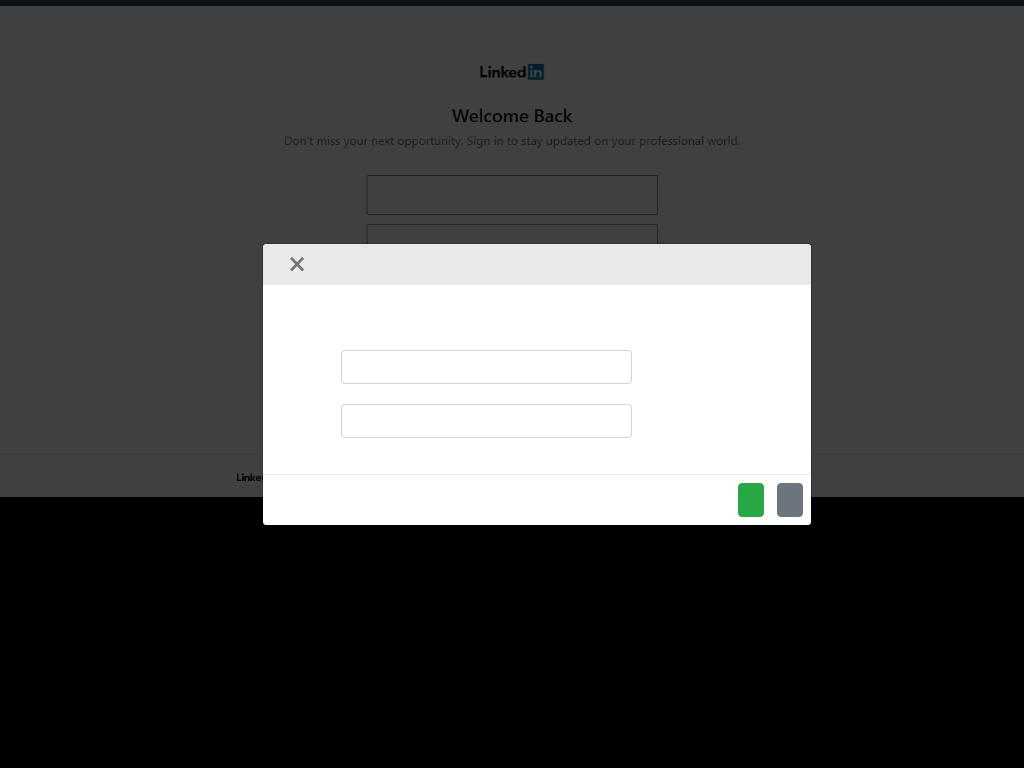 Linkedin
Welcome Back
Don't miss your next opportunity. Sign in to stay updated on your professional world.
Linke